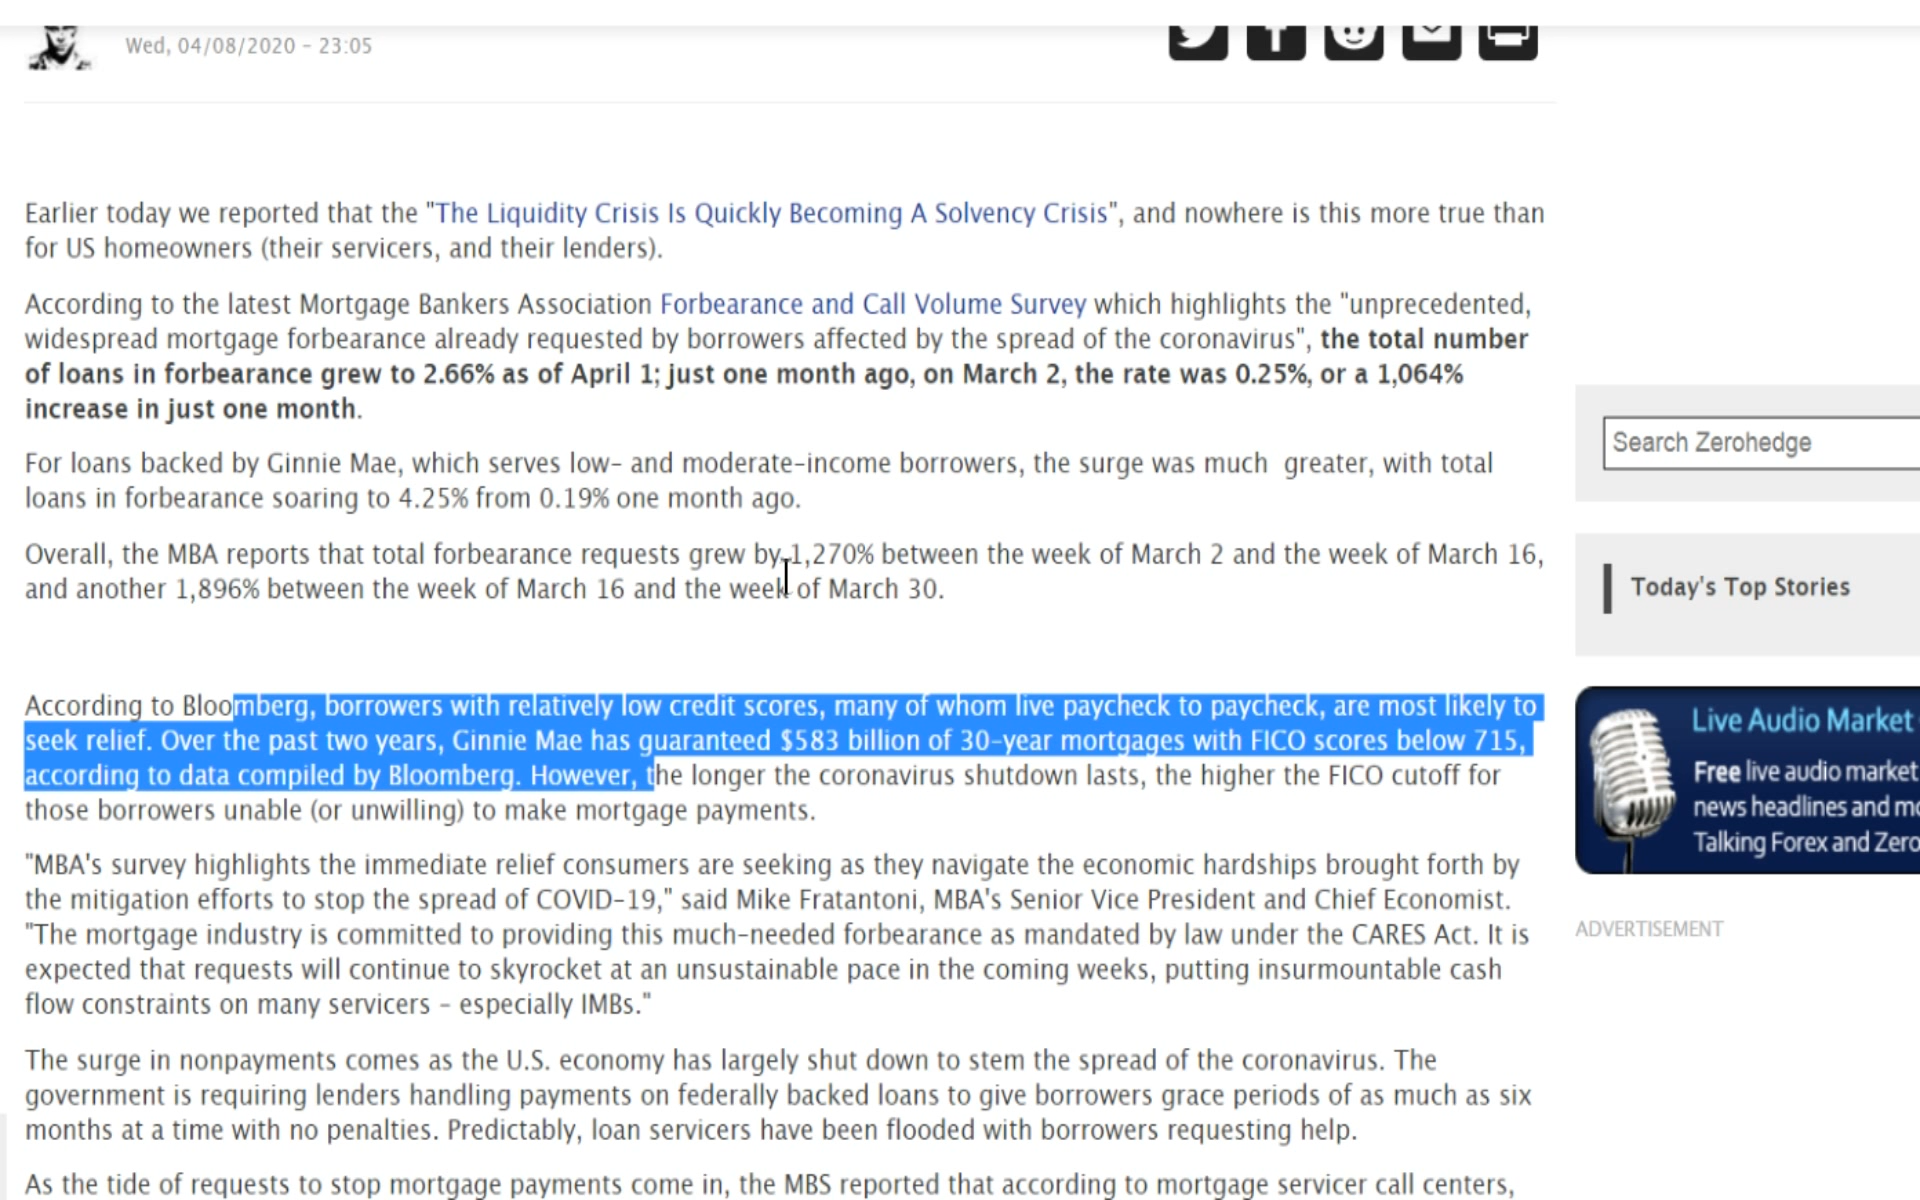 Wed, 04/08/2020 - 23:05
Earlier today we reported that the "The Liquidity Crisis Is Quickly Becoming A Solvency Crisis", and nowhere is this more true than
for US homeowners (their servicers, and their lenders).
According to the latest Mortgage Bankers Association Forbearance and Call Volume Survey which highlights the "unprecedented,
widespread mortgage forbearance already requested by borrowers affected by the spread of the coronavirus", the total number
of loans in forbearance grew to 2.66% as of April 1; just one month ago, on March 2, the rate was 0.25%, or a 1,064%
increase in just one month.
For loans backed by Ginnie Mae, which serves low- and moderate-income borrowers, the surge was much  greater, with total
loans in forbearance soaring to 4.25% from 0.19% one month ago.
Overall, the MBA reports that total forbearance requests grew by 1,270% between the week of March 2 and the week of March 16,
and another 1,896% between the week of March 16 and the week of March 30.
According to Bloomberg, borrowers with relatively low credit scores, many of whom live paycheck to paycheck, are most likely to
seek relief. Over the past two years, Ginnie Mae has guaranteed $583 billion of 30-year mortgages with FICO scores below 715,
according to data compiled by Bloomberg. However, the longer the coronavirus shutdown lasts, the higher the FICO cutoff for
those borrowers unable (or unwilling) to make mortgage payments.
"MBA's survey highlights the immediate relief consumers are seeking as they navigate the economic hardships brought forth by
the mitigation efforts to stop the spread of COVID-19," said Mike Fratantoni, MBA's Senior Vice President and Chief Economist.
"The mortgage industry is committed to providing this much-needed forbearance as mandated by law under the CARES Act. It is
expected that requests will continue to skyrocket at an unsustainable pace in the coming weeks, putting insurmountable cash
flow constraints on many servicers - especially IMBs."
The surge in nonpayments comes as the U.S. economy has largely shut down to stem the spread of the coronavirus. The
government is requiring lenders handling payments on federally backed loans to give borrowers grace periods of as much as six
months at a time with no penalties. Predictably, loan servicers have been flooded with borrowers requesting help.
As the tide of requests to stop mortgage payments come in, the MBS reported that according to mortgage servicer call centers,
Search Zerohedge
Today's Top Stories
Live Audio Market
Free live audio market
news headlines and mo
Talking Forex and Zero
ADVERTISEMENT